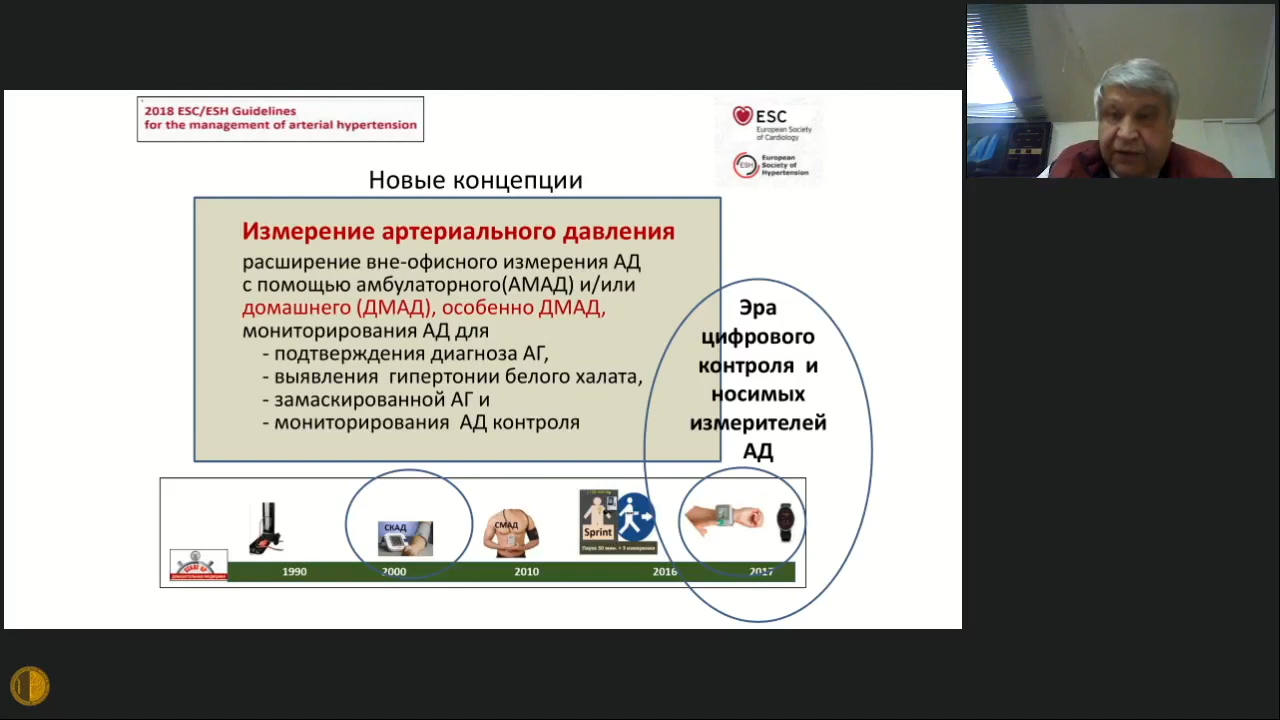 2018 ESC/ESH Guidelines
for the management of arterial hypertension
ESC
European Society
of Cardiology
ESH
European
Society of
Hypertension
Новые концепции
Измерение артериального давления
расширение вне-офисного измерения АД
с помощью амбулаторного(АМАД) и/или
домашнего (ДМАД), особенно ДМАД,
мониторирования АД для
- подтверждения диагноза АГ,
- выявления гипертонии белого халата,
- замаскированной АГ и
- мониторирования АД контроля
Эра
цифрового
контроля и
носимых
измерителей
АД
СКАД
СМАД
Sprint
1990
2000
2010
2016
2017